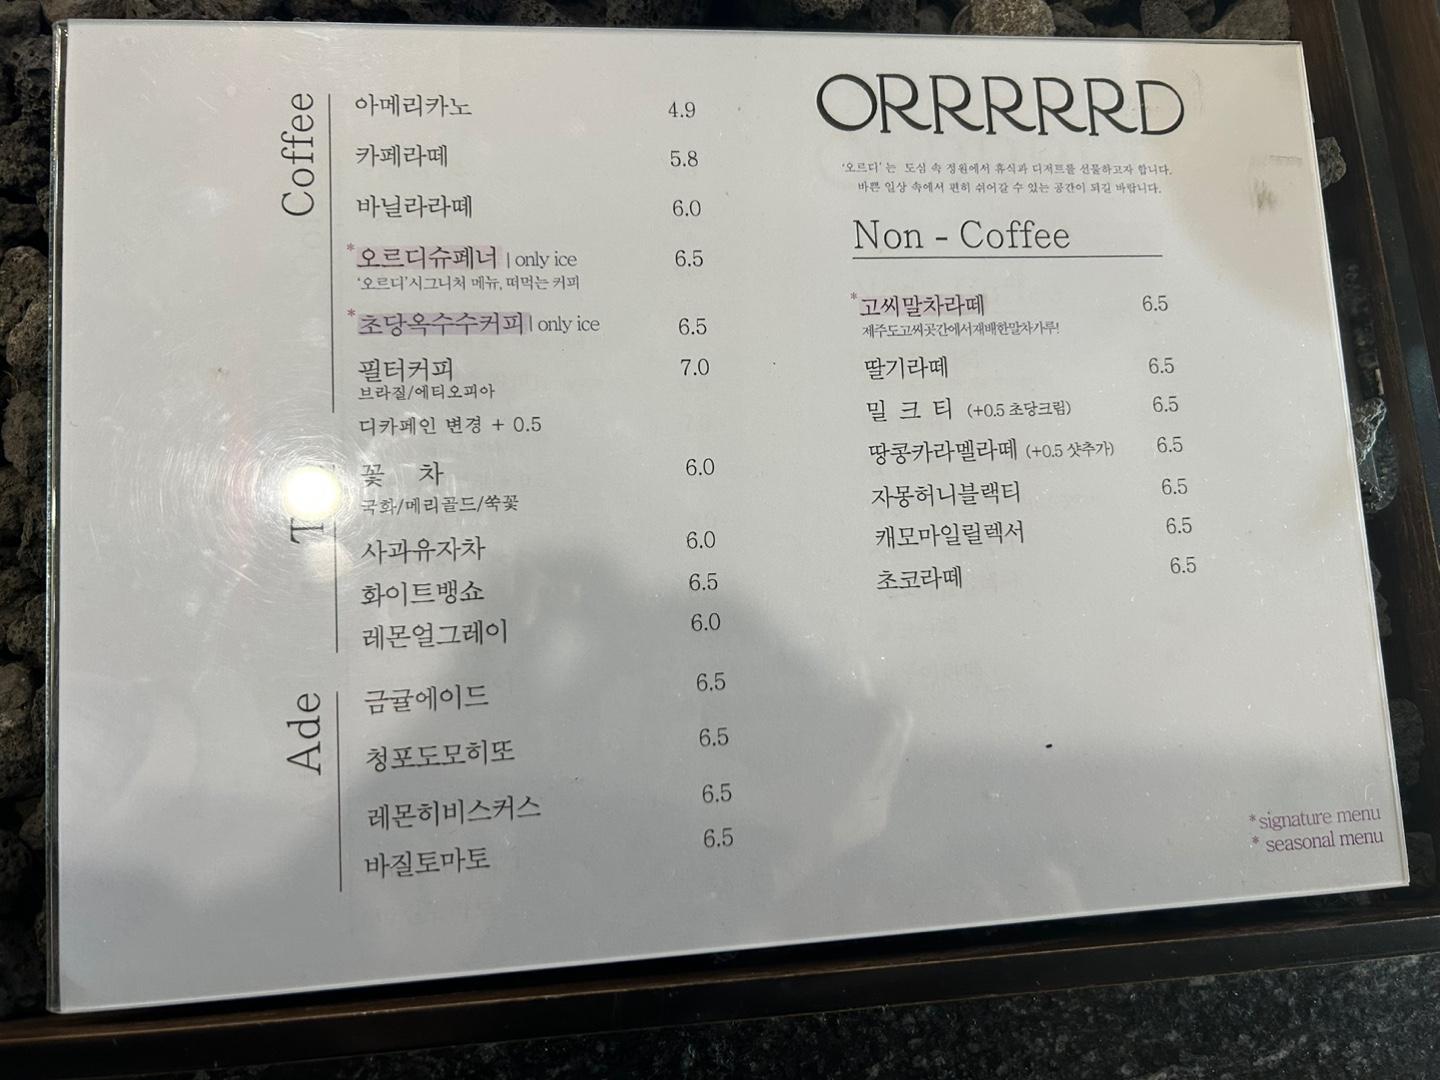 Coffee
아메리카노 4.9
카페라떼 5.8
바닐라라떼 6.0
*오르디슈페너 | only ice 6.5
'오르디'시그니처 메뉴, 떠먹는 커피
*초당옥수수커피 | only ice 6.5
필터커피 7.0
브라질/에티오피아
디카페인 변경 + 0.5
꽃 차 6.0
국화/메리골드/쑥꽃
사과유자차 6.0
화이트뱅쇼 6.5
레몬얼그레이 6.0
Ade
금귤에이드 6.5
청포도모히또 6.5
레몬히비스커스 6.5
바질토마토 6.5
ORRRRRD
'오르디' 는 도심 속 정원에서 휴식과 디저트를 선물하고자 합니다.
바쁜 일상 속에서 편히 쉬어갈 수 있는 공간이 되길 바랍니다.
Non - Coffee
*고씨말차라떼 6.5
제주도고씨곳간에서재배한말차가루!
딸기라떼 6.5
밀 크 티 (+0.5 초당크림) 6.5
땅콩카라멜라떼 (+0.5 샷추가) 6.5
자몽허니블랙티 6.5
캐모마일릴렉서 6.5
초코라떼 6.5
*signature menu
* seasonal menu